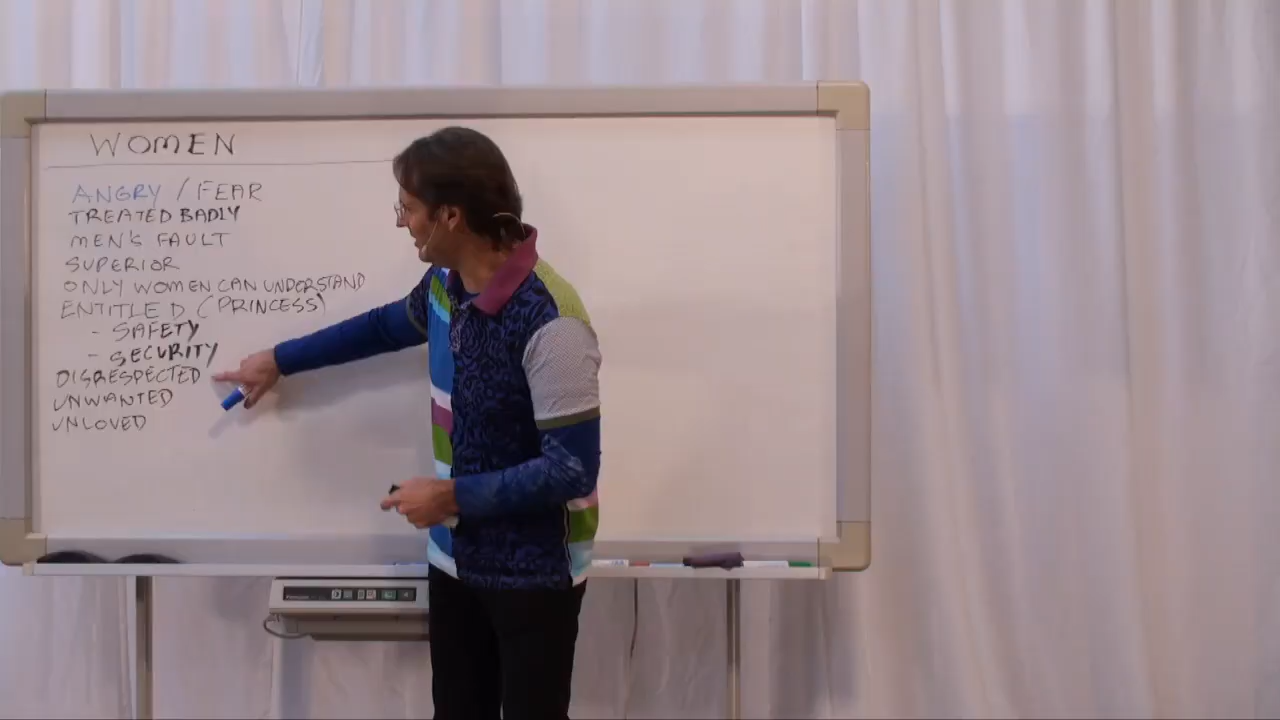 WOMEN
ANGRY / FEAR
TREATED BADLY
MEN'S FAULT
SUPERIOR
ONLY WOMEN CAN UNDERSTAND
ENTITLED (PRINCESS)
- SAFETY
- SECURITY
DISRESPECTED
UNWANTED
UNLOVED
Panasonic